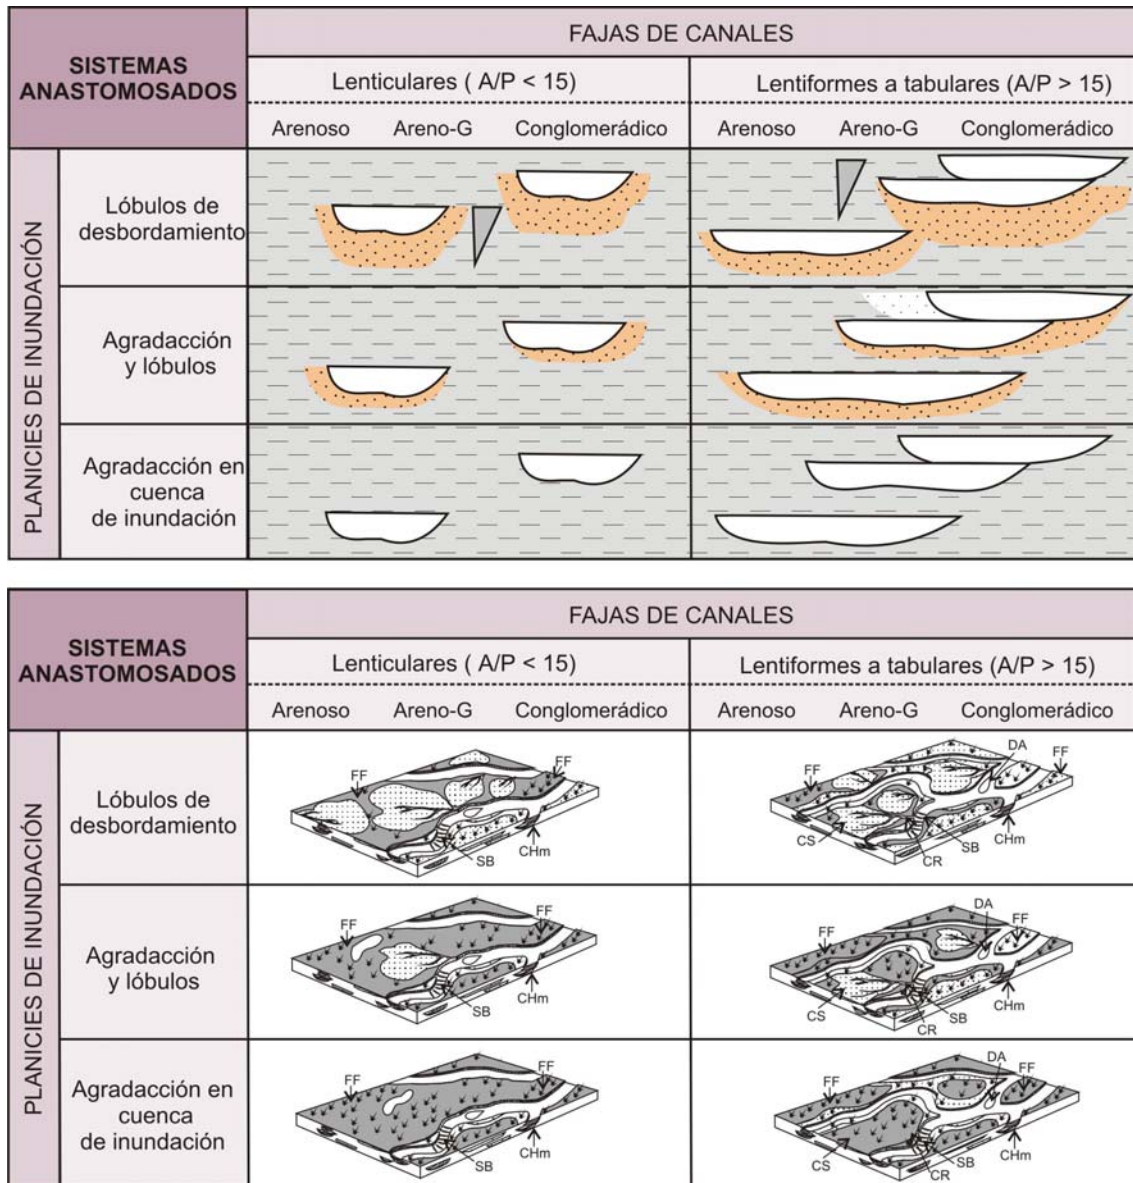 SISTEMAS
ANASTOMOSADOS
FAJAS DE CANALES
Lenticulares ( A/P < 15)
Lentiformes a tabulares (A/P > 15)
Arenoso Areno-G Conglomerádico
Arenoso Areno-G Conglomerádico
PLANICIES DE INUNDACIÓN
Lóbulos de
desbordamiento
Agradacción
y lóbulos
Agradacción en
cuenca
de inundación
SISTEMAS
ANASTOMOSADOS
FAJAS DE CANALES
Lenticulares ( A/P < 15)
Lentiformes a tabulares (A/P > 15)
Arenoso Areno-G Conglomerádico
Arenoso Areno-G Conglomerádico
PLANICIES DE INUNDACIÓN
Lóbulos de
desbordamiento
FF FF
SB CHm
DA FF
FF
CS CR SB CHm
Agradacción
y lóbulos
FF FF
SB CHm
DA FF
FF
CS CR SB CHm
Agradacción en
cuenca
de inundación
FF FF
SB CHm
DA FF
FF
CS CR SB CHm